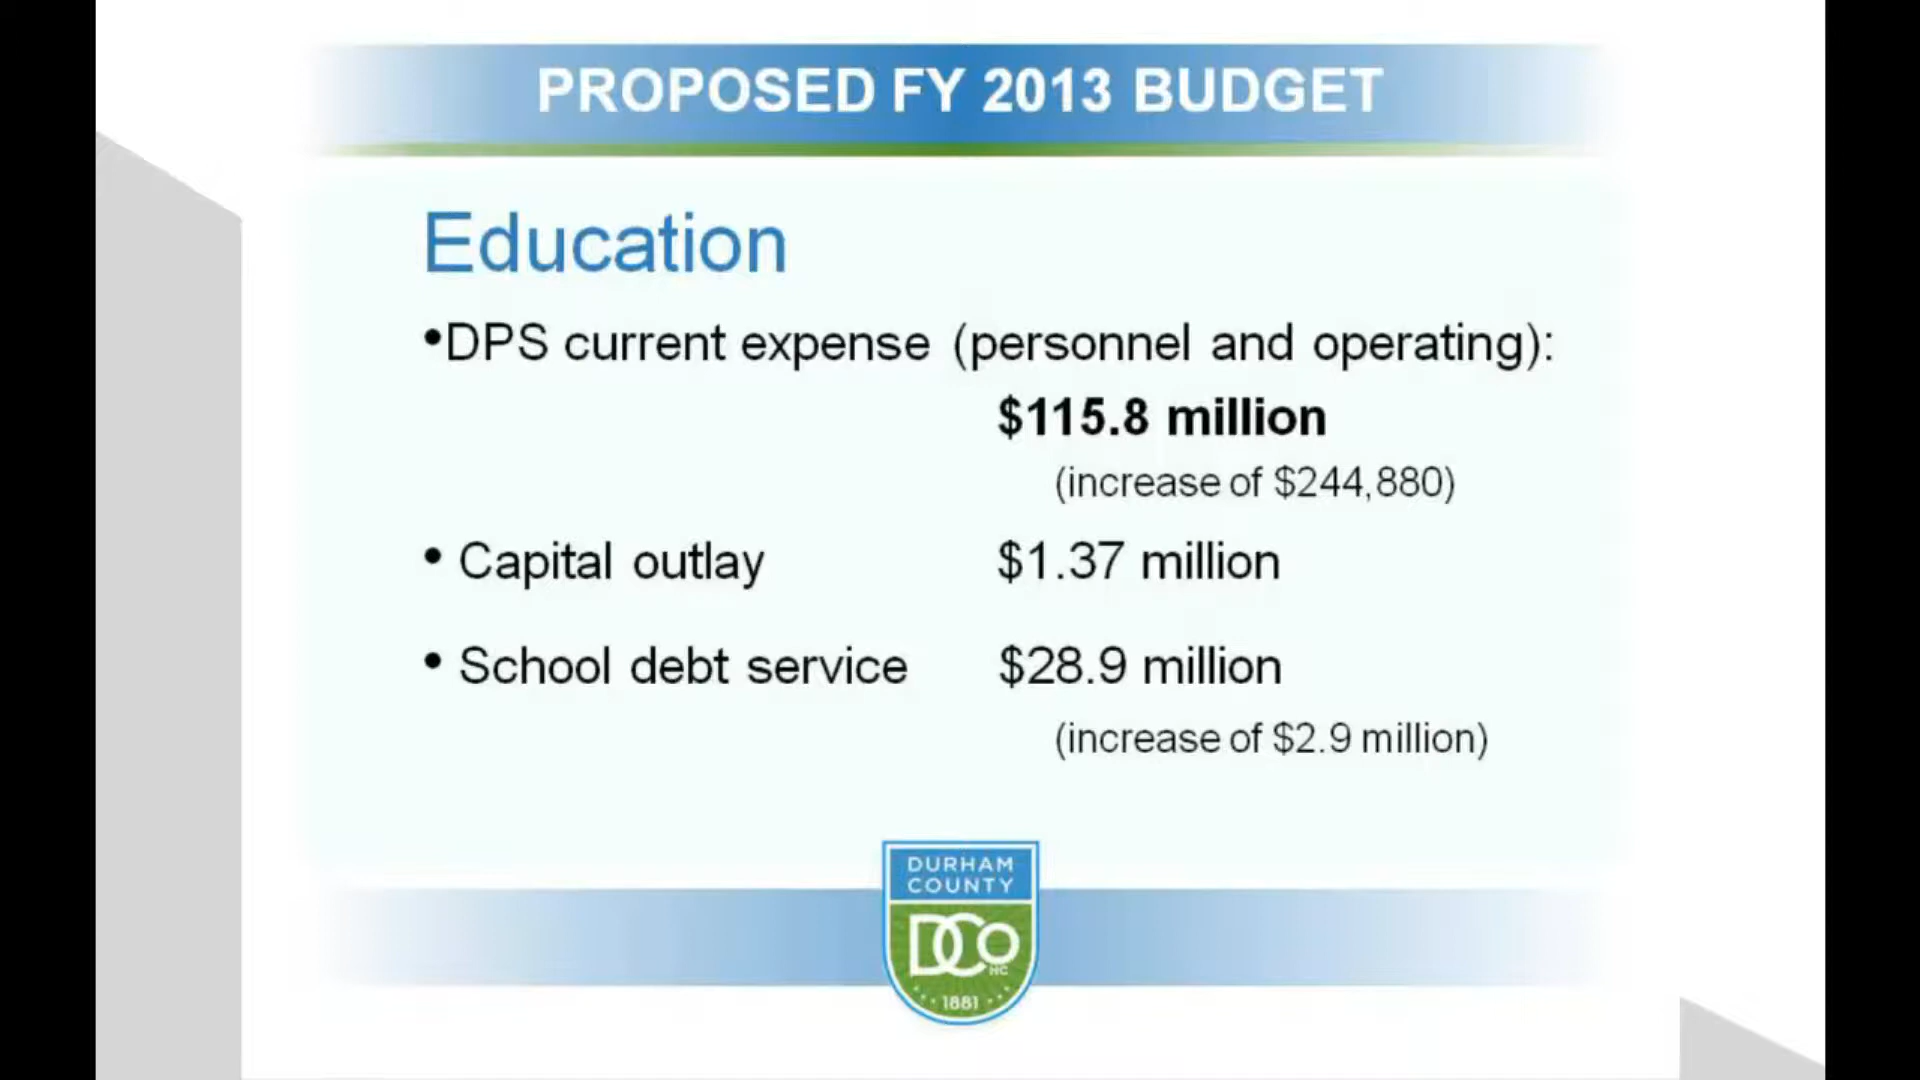 PROPOSED FY 2013 BUDGET
Education
•DPS current expense (personnel and operating):
$115.8 million
(increase of $244,880)
• Capital outlay $1.37 million
• School debt service $28.9 million
(increase of $2.9 million)
DURHAM
COUNTY
DCo
NC
1881